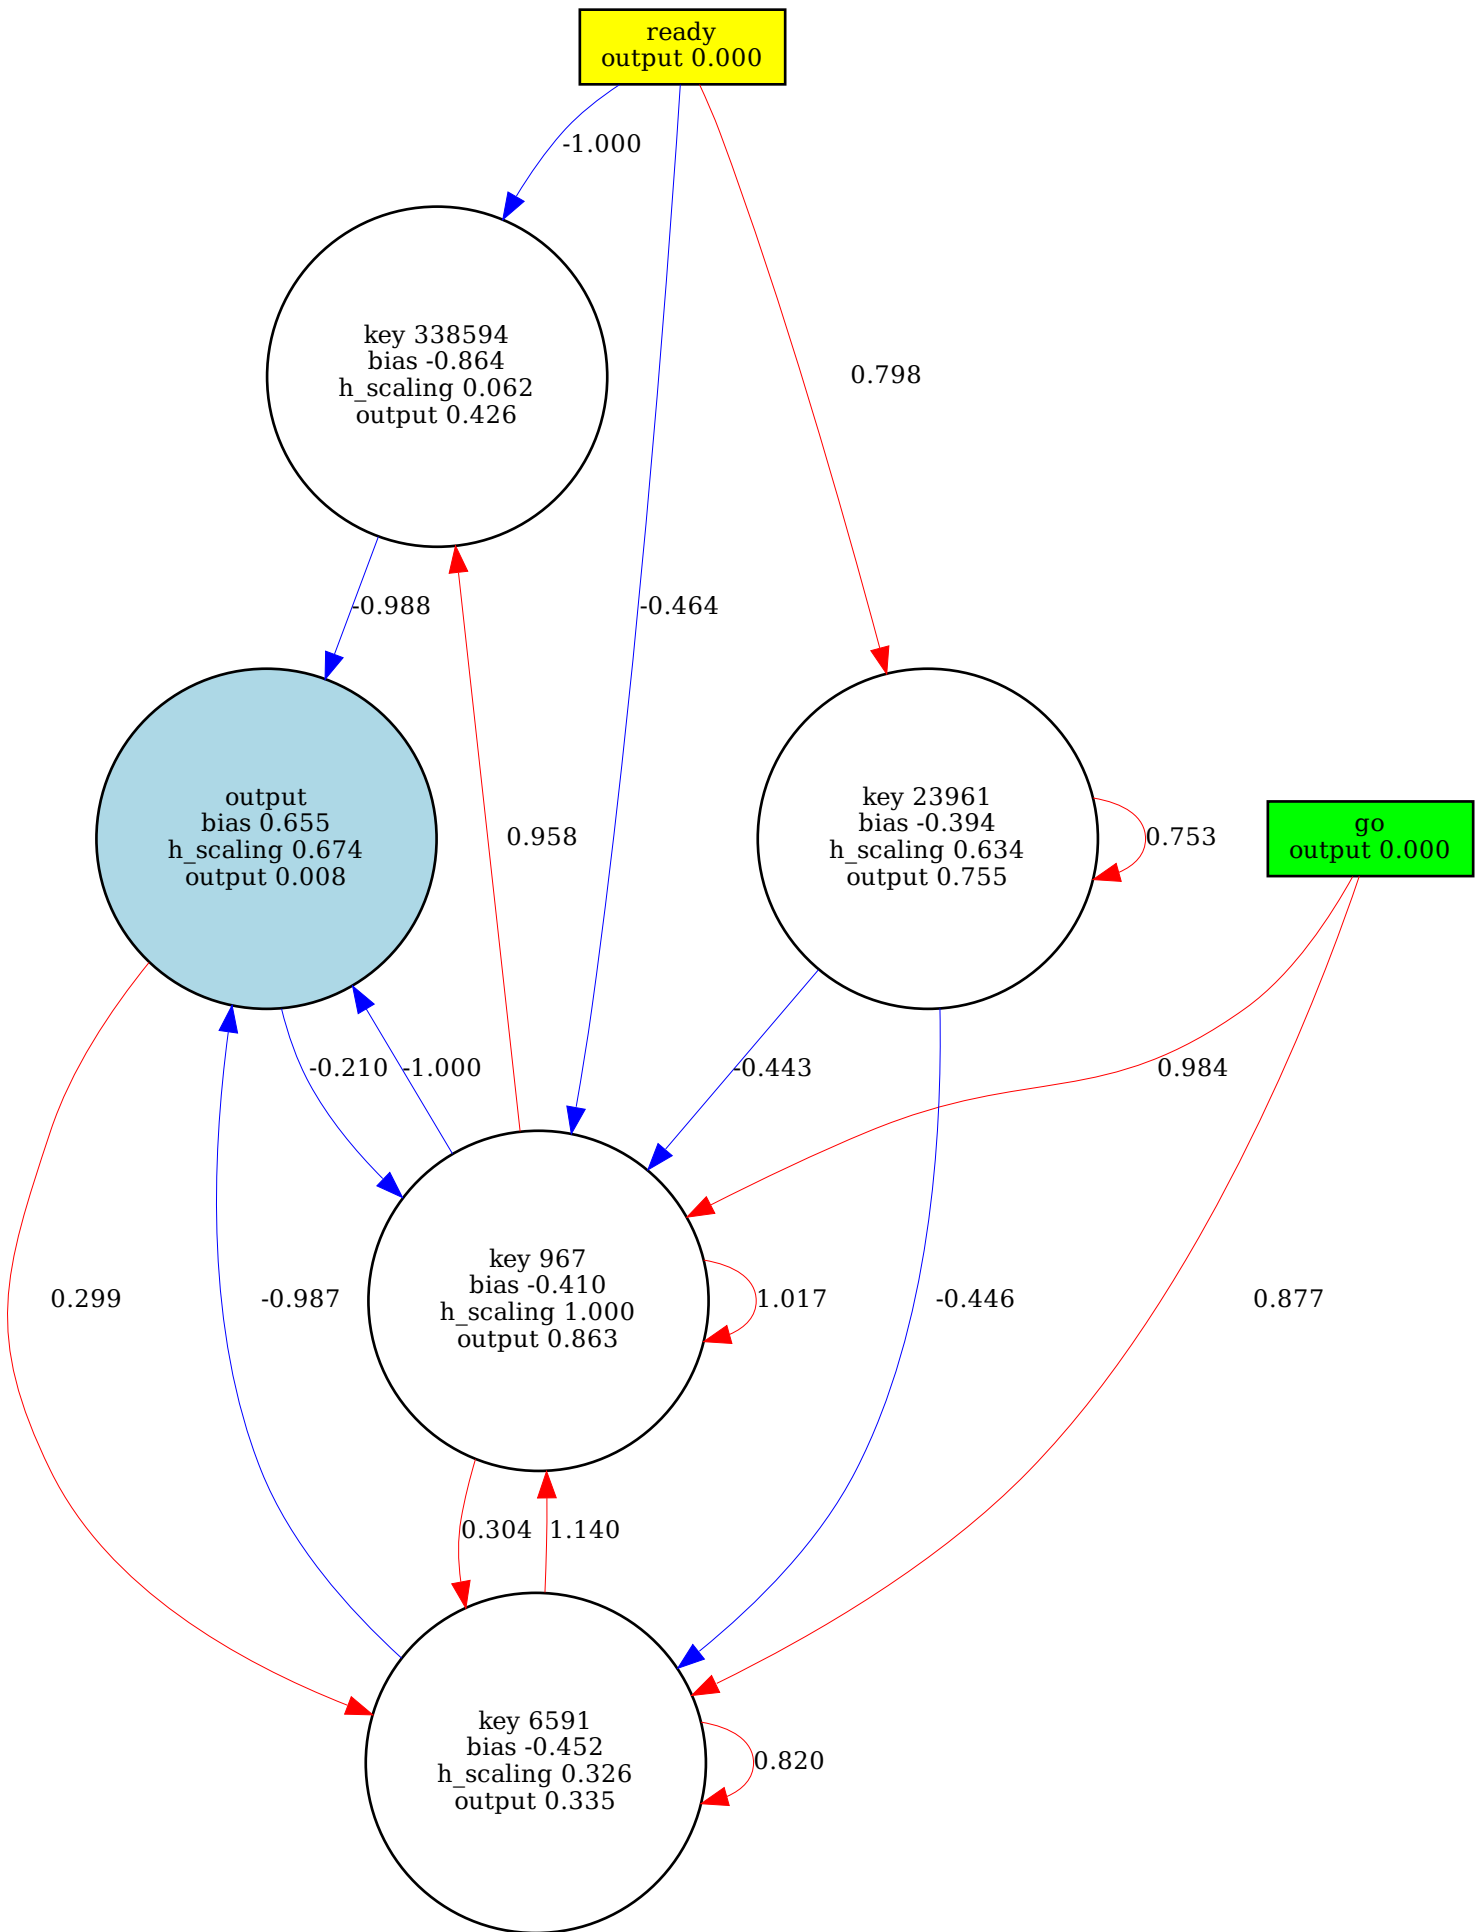 ready
output 0.000
-1.000
key 338594
bias -0.864
h_scaling 0.062
output 0.426
0.798
-0.988
-0.464
output
bias 0.655
h_scaling 0.674
output 0.008
0.958
key 23961
bias -0.394
h_scaling 0.634
output 0.755
0.753
go
output 0.000
-0.210
-1.000
-0.443
0.984
0.299
-0.987
key 967
bias -0.410
h_scaling 1.000
output 0.863
1.017
-0.446
0.877
0.304
1.140
key 6591
bias -0.452
h_scaling 0.326
output 0.335
0.820